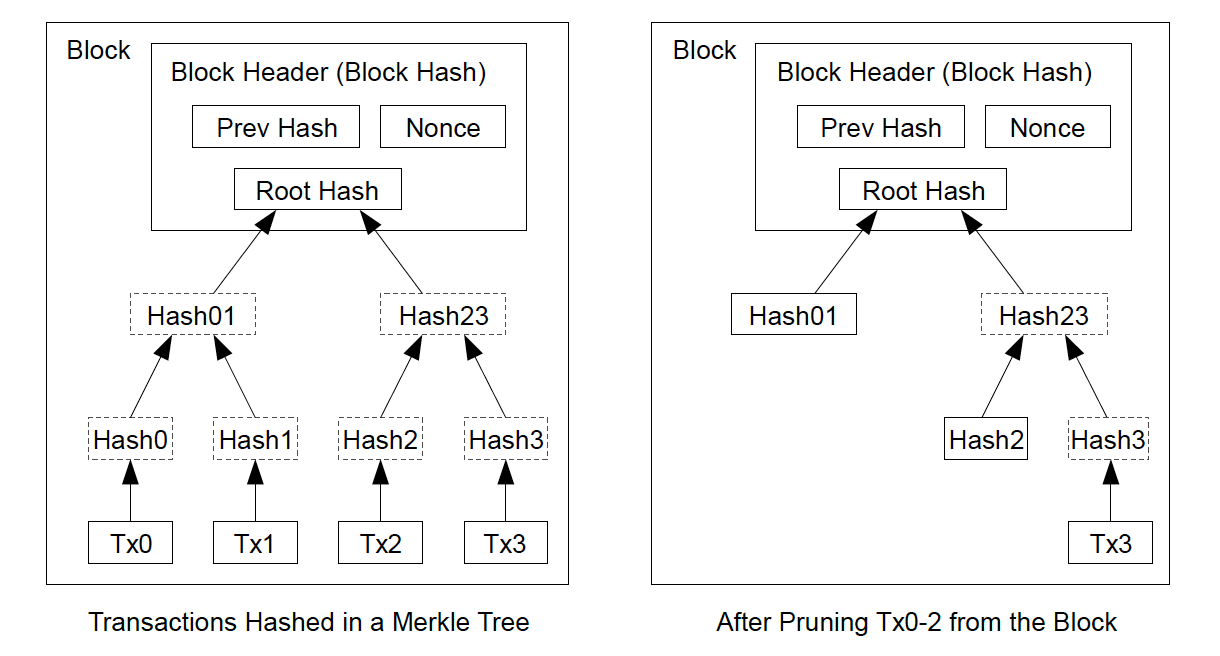 Block
Block Header (Block Hash)
Prev Hash
Nonce
Root Hash
Hash01
Hash23
Hash0
Hash1
Hash2
Hash3
Tx0
Tx1
Tx2
Tx3
Transactions Hashed in a Merkle Tree
Block
Block Header (Block Hash)
Prev Hash
Nonce
Root Hash
Hash01
Hash23
Hash2
Hash3
Tx3
After Pruning Tx0-2 from the Block